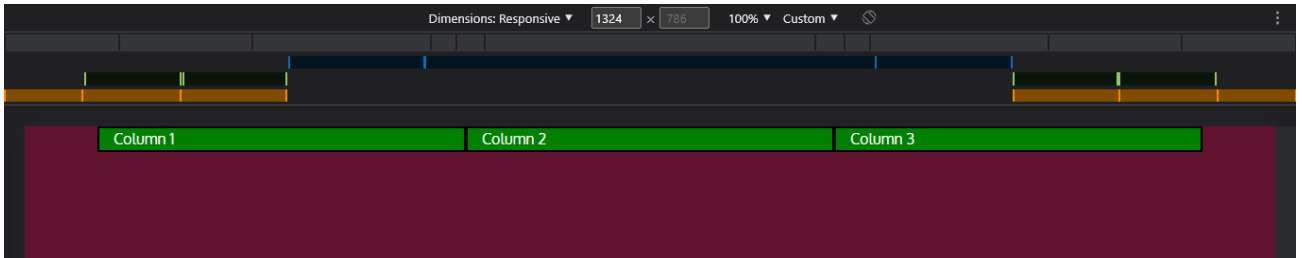 Dimensions: Responsive ▼ 1324 × 786 100% ▼ Custom ▼
Column 1 Column 2 Column 3